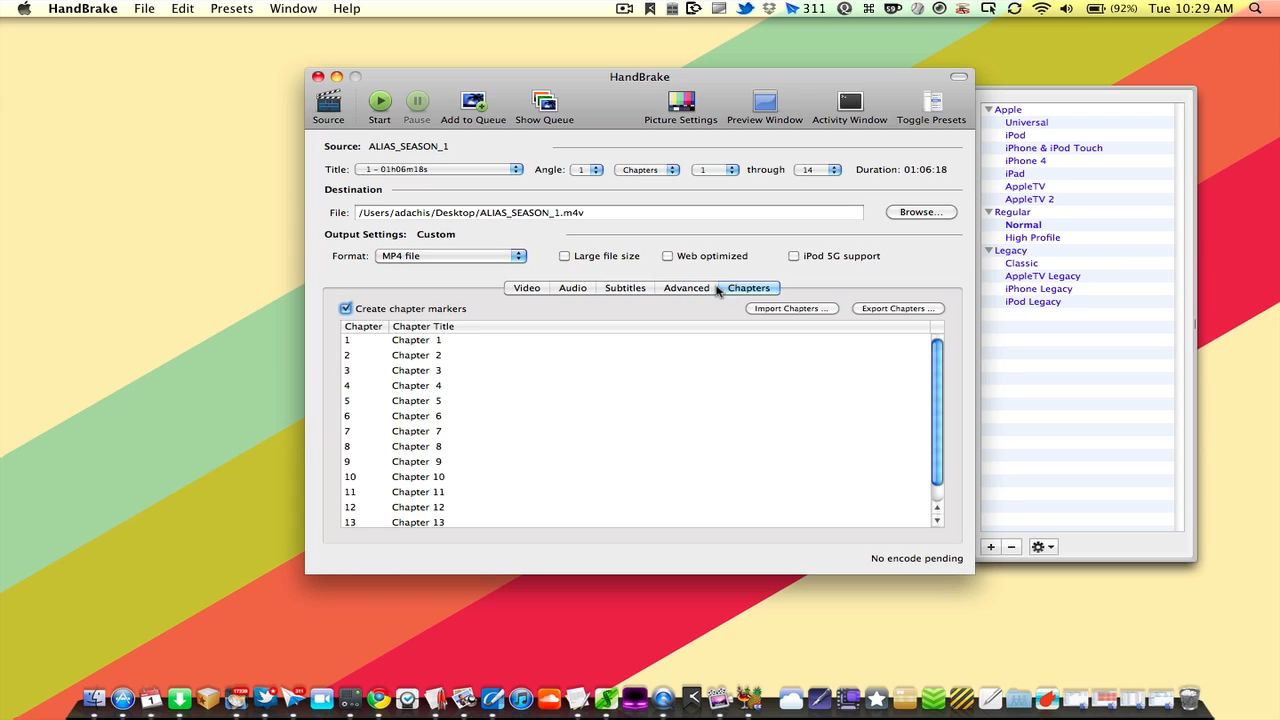 HandBrake File Edit Presets Window Help 311 (92%) Tue 10:29 AM
HandBrake
Source Start Pause Add to Queue Show Queue Picture Settings Preview Window Activity Window Toggle Presets
Source: ALIAS_SEASON_1
Title: 1 - 01h06m18s Angle: 1 Chapters 1 through 14 Duration: 01:06:18
Destination
File: /Users/adachis/Desktop/ALIAS_SEASON_1.m4v Browse...
Output Settings: Custom
Format: MP4 file Large file size Web optimized iPod 5G support
Video Audio Subtitles Advanced Chapters
Create chapter markers Import Chapters ... Export Chapters ...
Chapter Chapter Title
1 Chapter 1
2 Chapter 2
3 Chapter 3
4 Chapter 4
5 Chapter 5
6 Chapter 6
7 Chapter 7
8 Chapter 8
9 Chapter 9
10 Chapter 10
11 Chapter 11
12 Chapter 12
13 Chapter 13
No encode pending
Apple
Universal
iPod
iPhone & iPod Touch
iPhone 4
iPad
AppleTV
AppleTV 2
Regular
Normal
High Profile
Legacy
Classic
AppleTV Legacy
iPhone Legacy
iPod Legacy